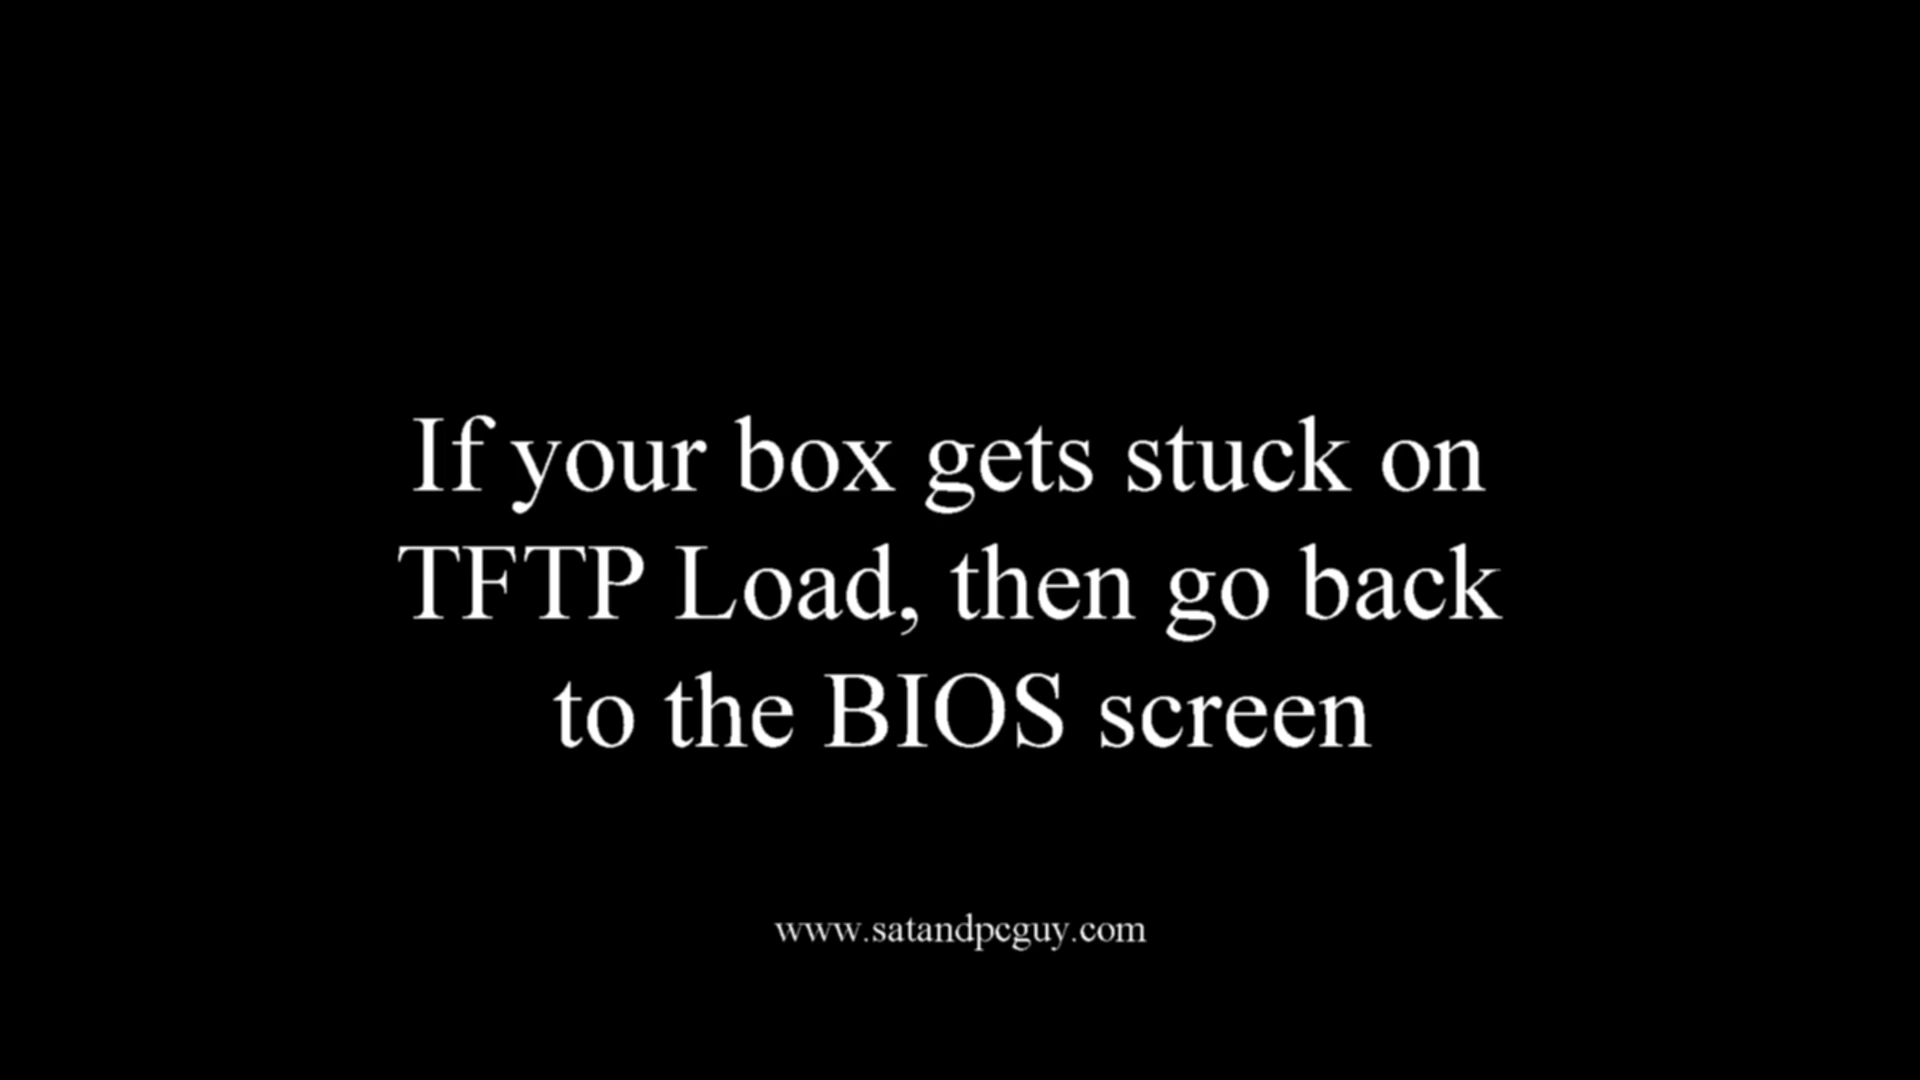 If your box gets stuck on
TFTP Load, then go back
to the BIOS screen
www.satandpcguy.com